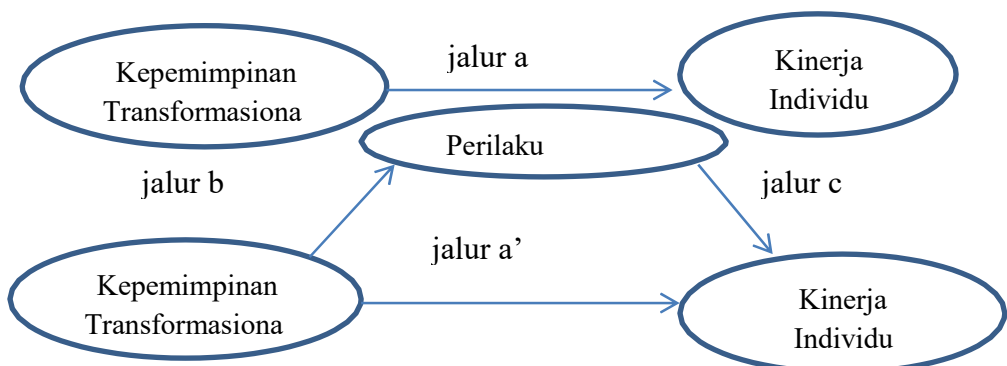 Kepemimpinan
Transformasiona
jalur a
Kinerja
Individu
Perilaku
jalur b
jalur c
jalur a’
Kepemimpinan
Transformasiona
Kinerja
Individu